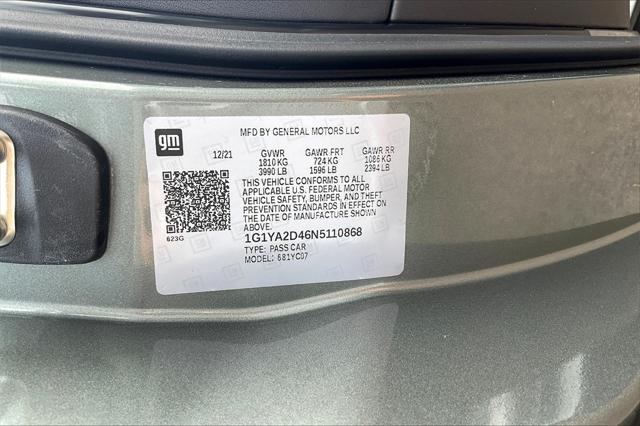 gm
MFD BY GENERAL MOTORS LLC
12/21 GVWR GAWR FRT GAWR RR
1810 KG 724 KG 1086 KG
3990 LB 1596 LB 2394 LB
THIS VEHICLE CONFORMS TO ALL
APPLICABLE U.S. FEDERAL MOTOR
VEHICLE SAFETY, BUMPER, AND THEFT
PREVENTION STANDARDS IN EFFECT ON
THE DATE OF MANUFACTURE SHOWN
ABOVE.
623G
1G1YA2D46N5110868
TYPE: PASS CAR
MODEL: 681YC07